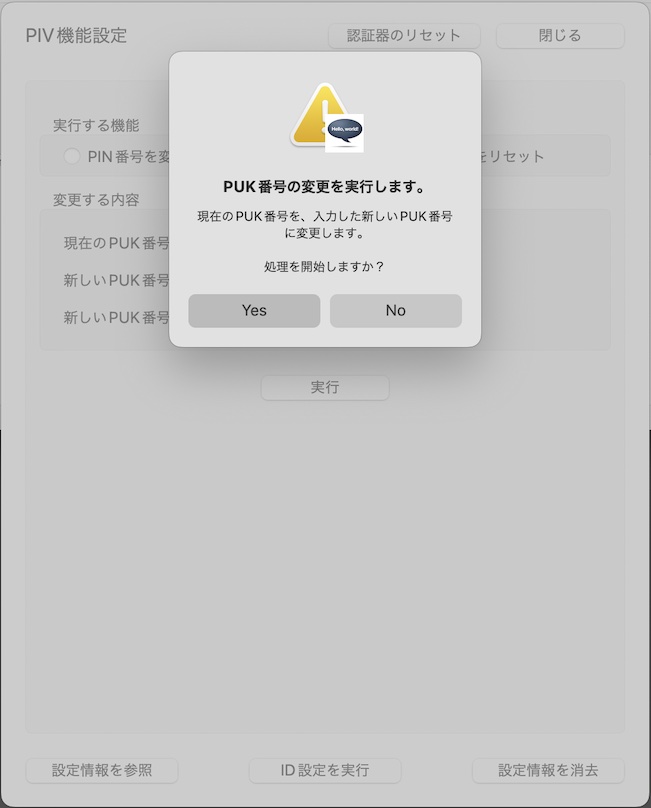 PIV機能設定
認証器のリセット
閉じる
実行する機能
PIN番号を変
をリセット
変更する内容
現在のPUK番号
新しいPUK番号
新しいPUK番号
Hello, world!
PUK番号の変更を実行します。
現在のPUK番号を、入力した新しいPUK番号
に変更します。
処理を開始しますか？
Yes
No
実行
設定情報を参照
ID設定を実行
設定情報を消去